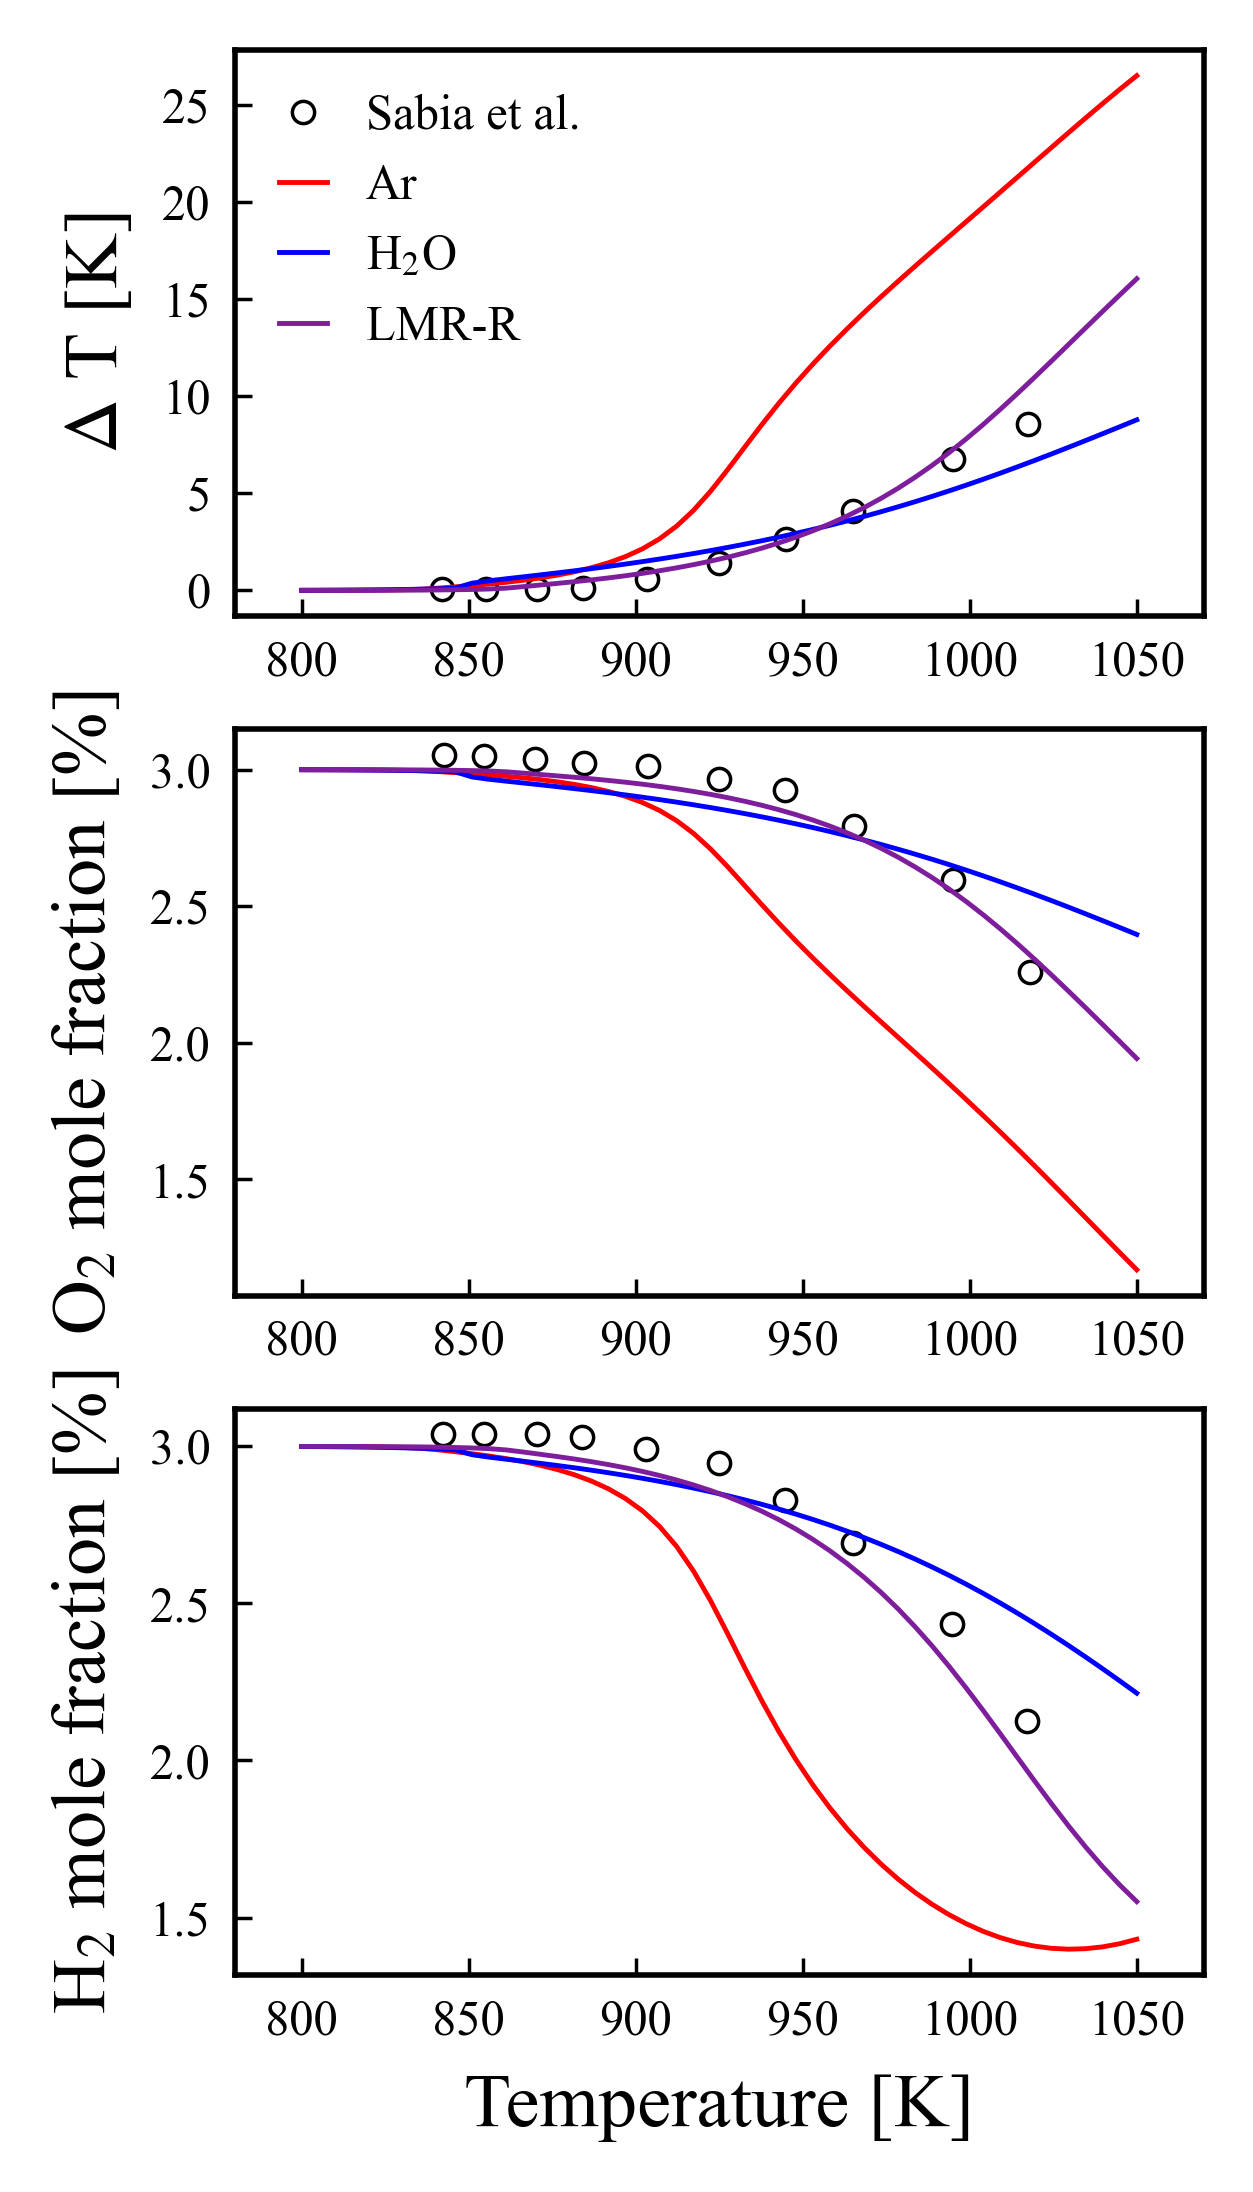 Δ T [K]
25
20
15
10
5
0
Sabia et al.
Ar
H₂O
LMR-R
800 850 900 950 1000 1050
O₂ mole fraction [%]
3.0
2.5
2.0
1.5
800 850 900 950 1000 1050
H₂ mole fraction [%]
3.0
2.5
2.0
1.5
800 850 900 950 1000 1050
Temperature [K]